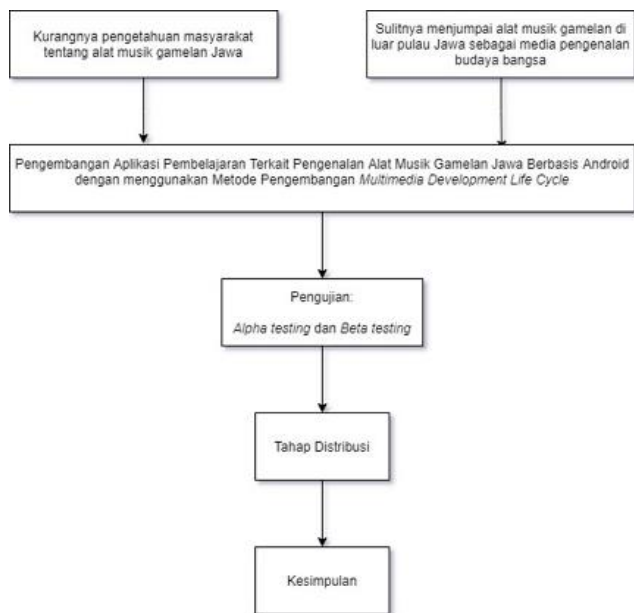 Kurangnya pengetahuan masyarakat
tentang alat musik gamelan Jawa
Sulitnya menjumpai alat musik gamelan di
luar pulau Jawa sebagai media pengenalan
budaya bangsa
Pengembangan Aplikasi Pembelajaran Terkait Pengenalan Alat Musik Gamelan Jawa Berbasis Android
dengan menggunakan Metode Pengembangan Multimedia Development Life Cycle
Pengujian:
Alpha testing dan Beta testing
Tahap Distribusi
Kesimpulan